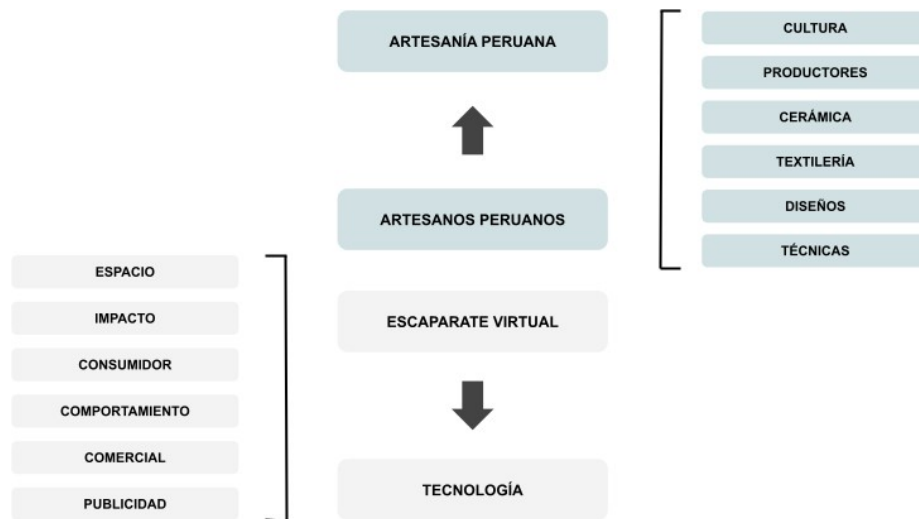 ARTESANÍA PERUANA
ARTESANOS PERUANOS
CULTURA
PRODUCTORES
CERÁMICA
TEXTILERÍA
DISEÑOS
TÉCNICAS
ESPACIO
IMPACTO
CONSUMIDOR
COMPORTAMIENTO
COMERCIAL
PUBLICIDAD
ESCAPARATE VIRTUAL
TECNOLOGÍA